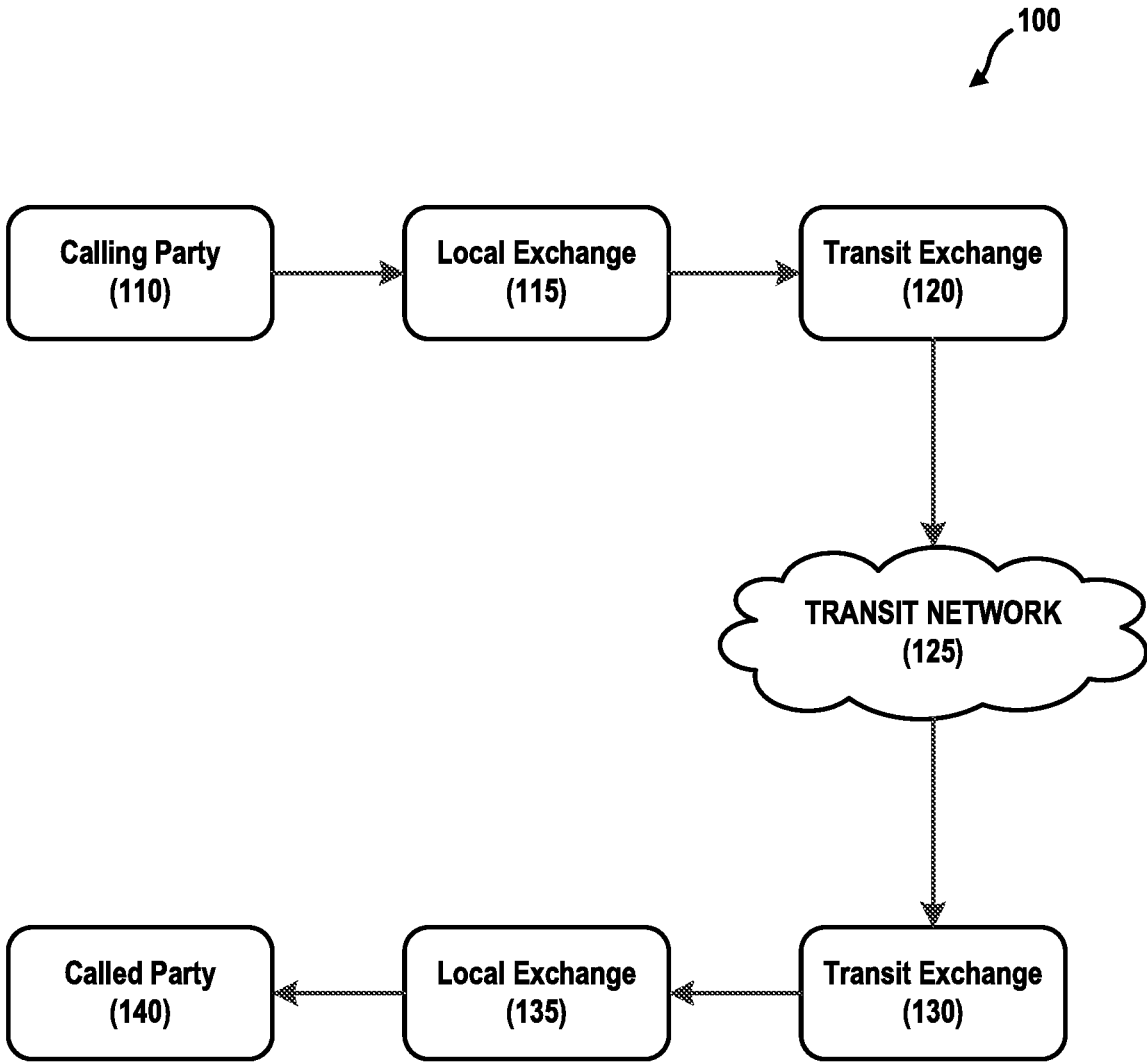 100
Calling Party
(110)
Local Exchange
(115)
Transit Exchange
(120)
TRANSIT NETWORK
(125)
Called Party
(140)
Local Exchange
(135)
Transit Exchange
(130)